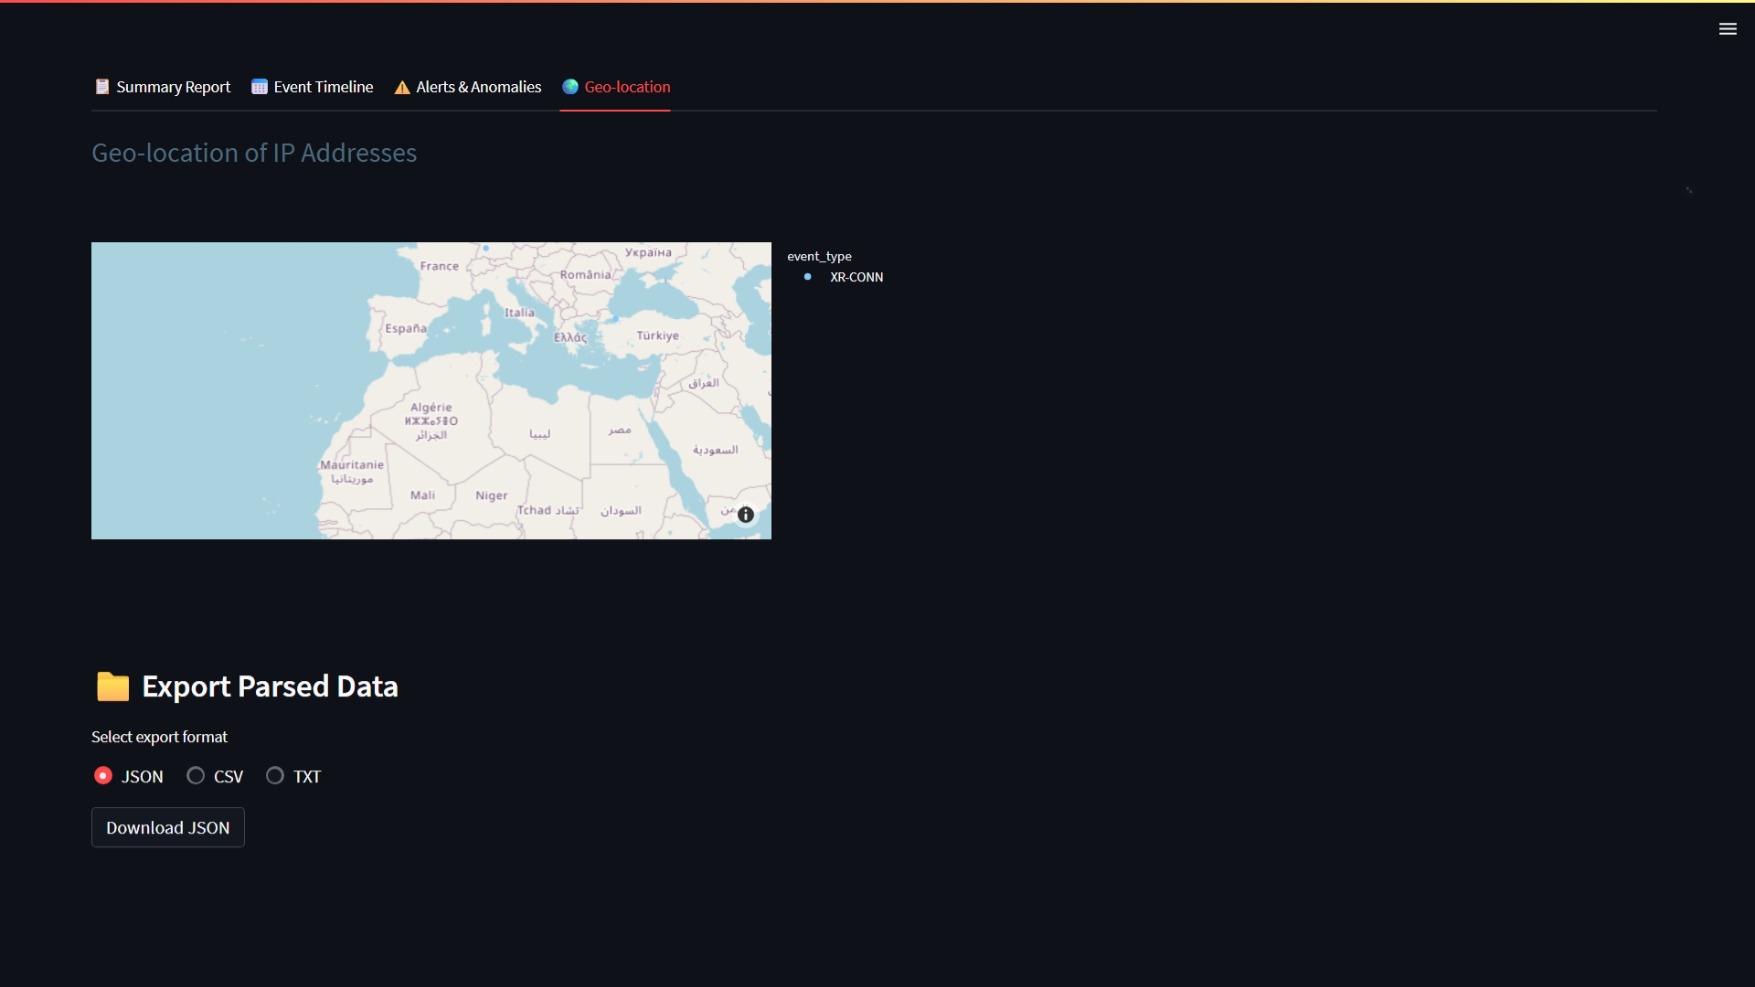 Summary Report
Event Timeline
Alerts & Anomalies
Geo-location
Geo-location of IP Addresses
event_type
XR-CONN
France
Україна
România
Italia
España
Ελλάς
Türkiye
العراق
Algérie
ⵍⵣⵣⴰⵢⴻⵔ
الجزائر
ليبيا
مصر
السعودية
Mauritanie
موريتانيا
Mali
Niger
Tchad تشاد
السودان
Export Parsed Data
Select export format
JSON
CSV
TXT
Download JSON